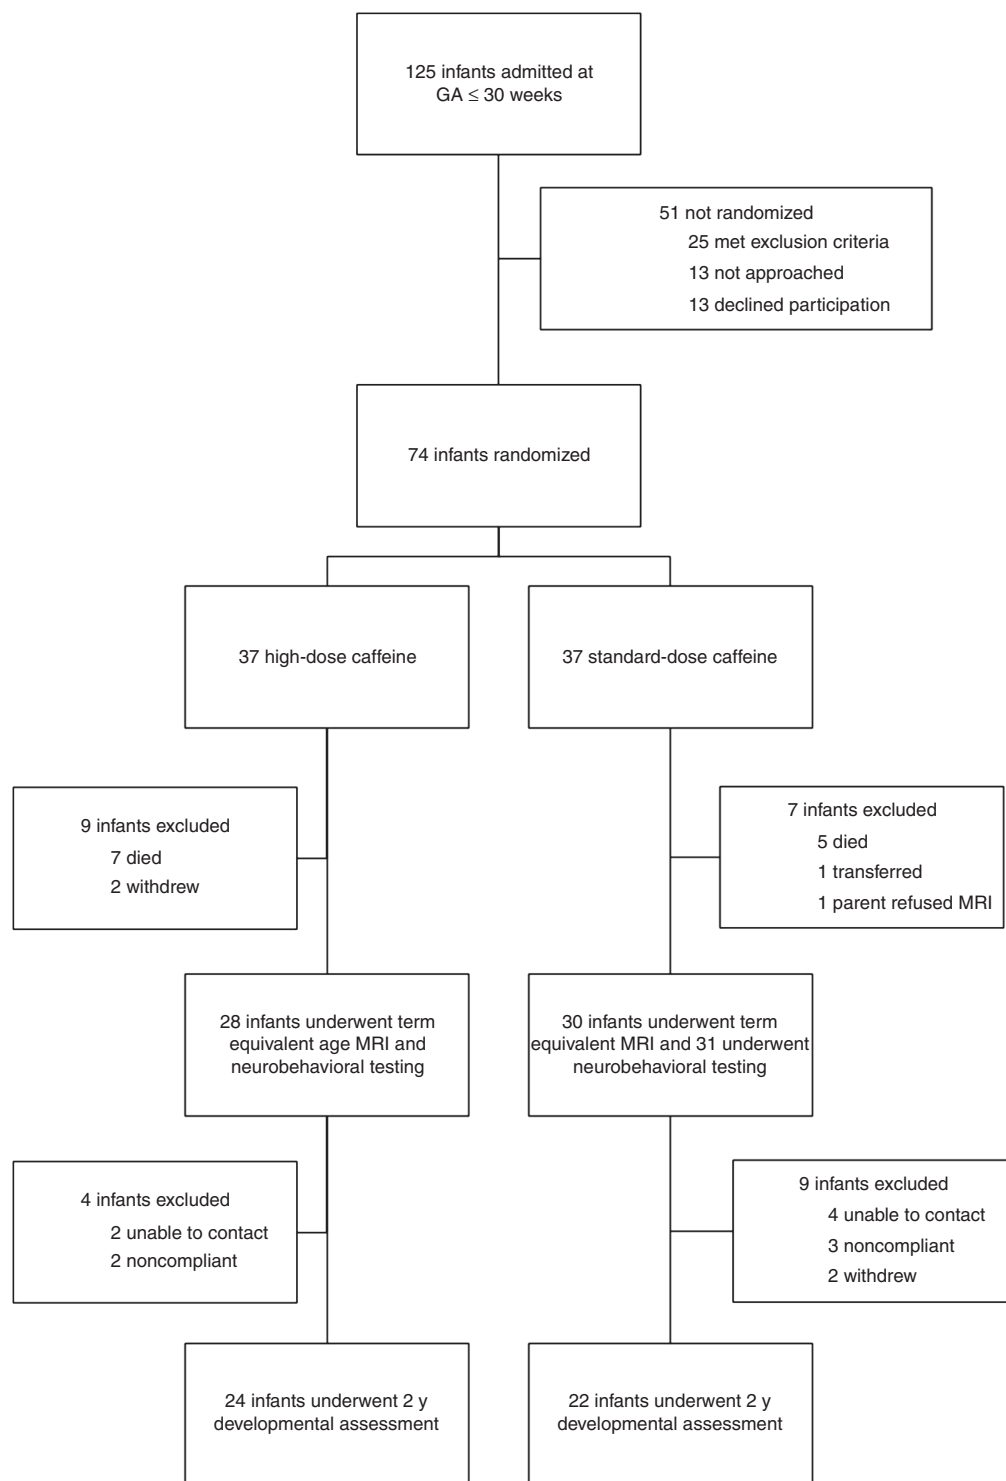 125 infants admitted at
GA ≤ 30 weeks
51 not randomized
25 met exclusion criteria
13 not approached
13 declined participation
74 infants randomized
37 high-dose caffeine
37 standard-dose caffeine
9 infants excluded
7 died
2 withdrew
7 infants excluded
5 died
1 transferred
1 parent refused MRI
28 infants underwent term
equivalent age MRI and
neurobehavioral testing
30 infants underwent term
equivalent MRI and 31 underwent
neurobehavioral testing
4 infants excluded
2 unable to contact
2 noncompliant
9 infants excluded
4 unable to contact
3 noncompliant
2 withdrew
24 infants underwent 2 y
developmental assessment
22 infants underwent 2 y
developmental assessment